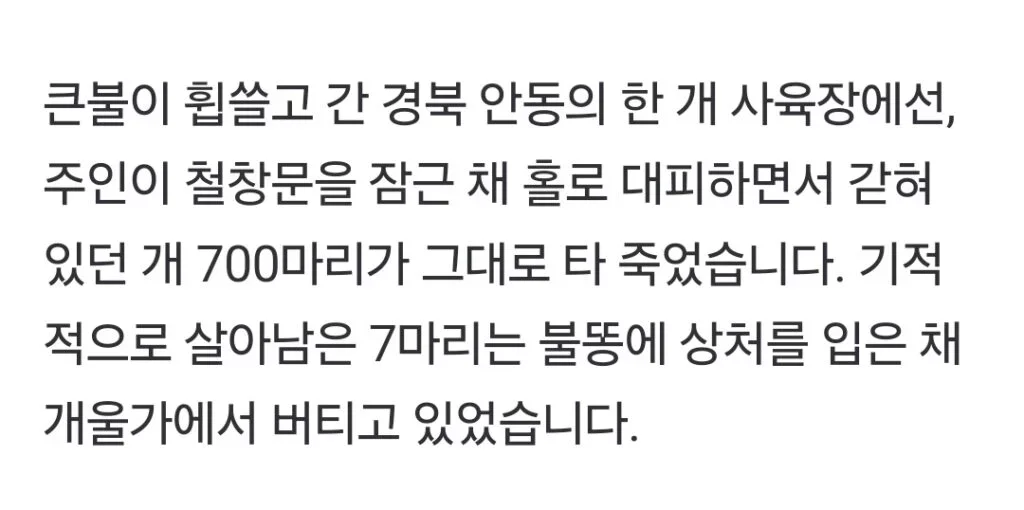 큰불이 휩쓸고 간 경북 안동의 한 개 사육장에선,
주인이 철창문을 잠근 채 홀로 대피하면서 갇혀
있던 개 700마리가 그대로 타 죽었습니다. 기적
적으로 살아남은 7마리는 불똥에 상처를 입은 채
개울가에서 버티고 있었습니다.